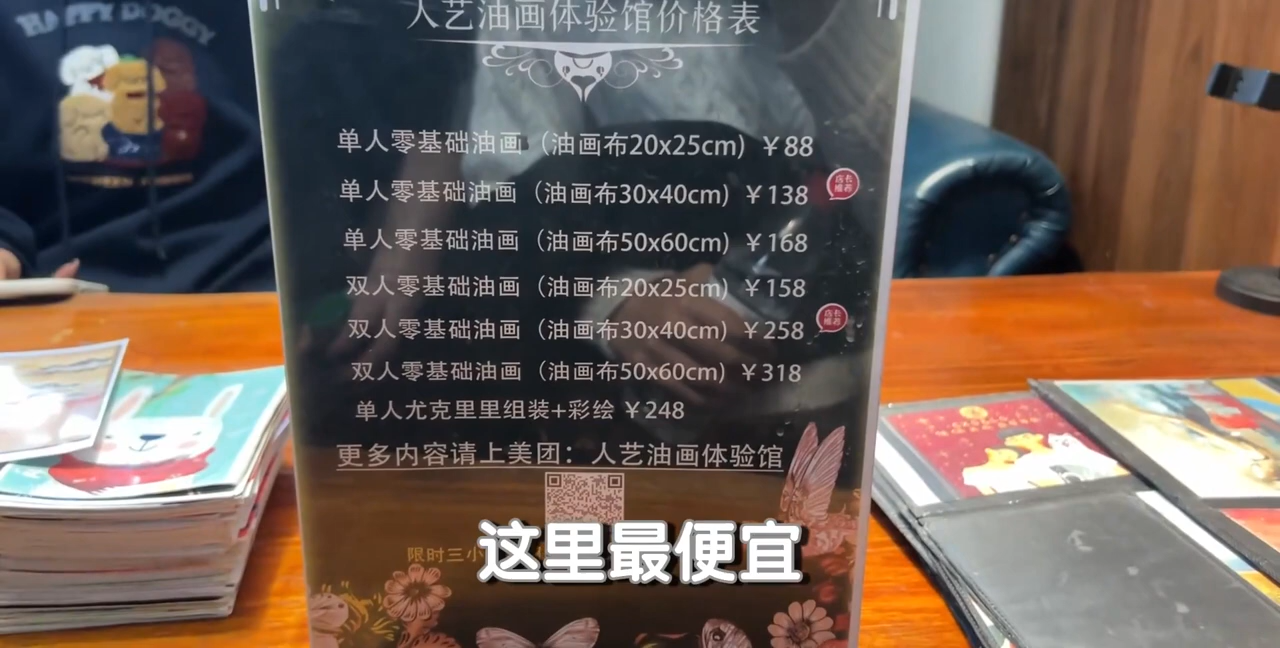 HAPPY DOGGY
人艺油画体验馆价格表
单人零基础油画（油画布20x25cm）￥88
单人零基础油画（油画布30x40cm）￥138
店长推荐
单人零基础油画（油画布50x60cm）￥168
双人零基础油画（油画布20x25cm）￥158
双人零基础油画（油画布30x40cm）￥258
店长推荐
双人零基础油画（油画布50x60cm）￥318
单人尤克里里组装+彩绘 ￥248
更多内容请上美团：人艺油画体验馆
限时三小
这里最便宜